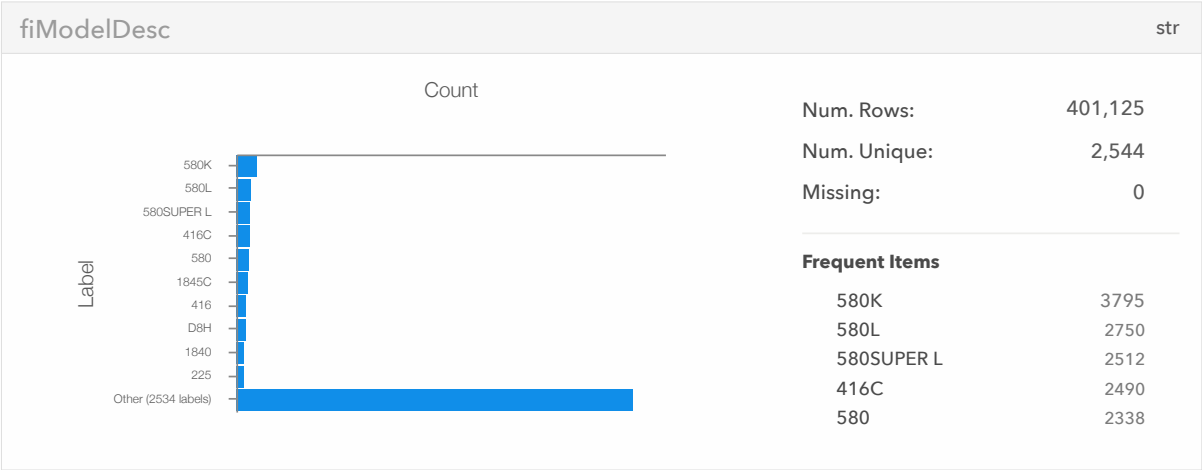 fiModelDesc
str
Count
Label
580K
580L
580SUPER L
416C
580
1845C
416
D8H
1840
225
Other (2534 labels)
Num. Rows: 401,125
Num. Unique: 2,544
Missing: 0
Frequent Items
580K 3795
580L 2750
580SUPER L 2512
416C 2490
580 2338